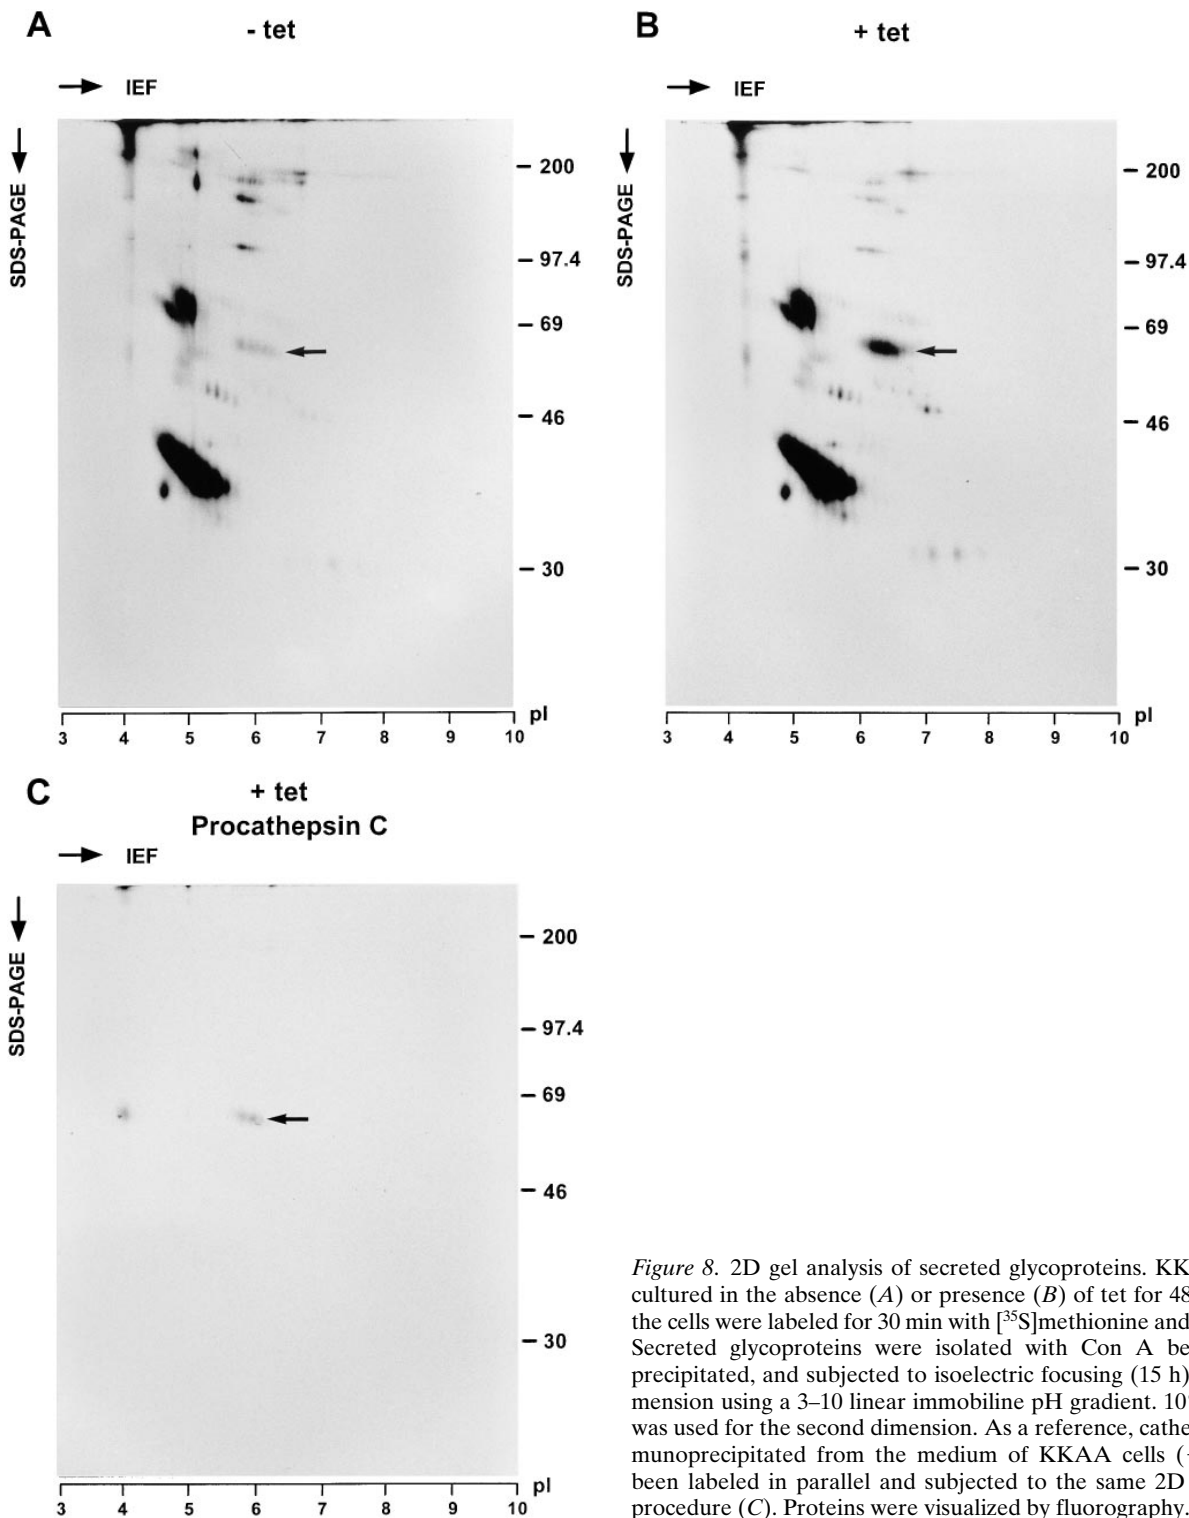 A
- tet
IEF
SDS-PAGE
200
97.4
69
46
30
pI
3 4 5 6 7 8 9 10
B
+ tet
IEF
SDS-PAGE
200
97.4
69
46
30
pI
3 4 5 6 7 8 9 10
C
+ tet
Procathepsin C
IEF
SDS-PAGE
200
97.4
69
46
30
pI
3 4 5 6 7 8 9 10
Figure 8. 2D gel analysis of secreted glycoproteins. KK
cultured in the absence (A) or presence (B) of tet for 48
the cells were labeled for 30 min with [35S]methionine and
Secreted glycoproteins were isolated with Con A be
precipitated, and subjected to isoelectric focusing (15 h)
mension using a 3–10 linear immobiline pH gradient. 10
was used for the second dimension. As a reference, cathe
munoprecipitated from the medium of KKAA cells (
been labeled in parallel and subjected to the same 2D
procedure (C). Proteins were visualized by fluorography.